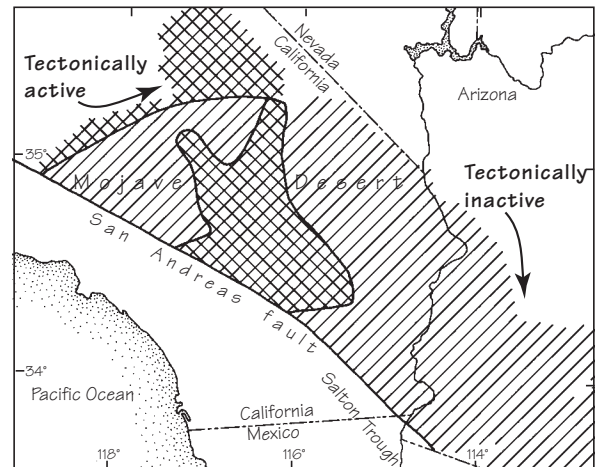 Nevada
California
Tectonically
active
Arizona
35°
Mojave Desert
Tectonically
inactive
San Andreas fault
34°
Pacific Ocean
Salton Trough
California
Mexico
118°
116°
114°